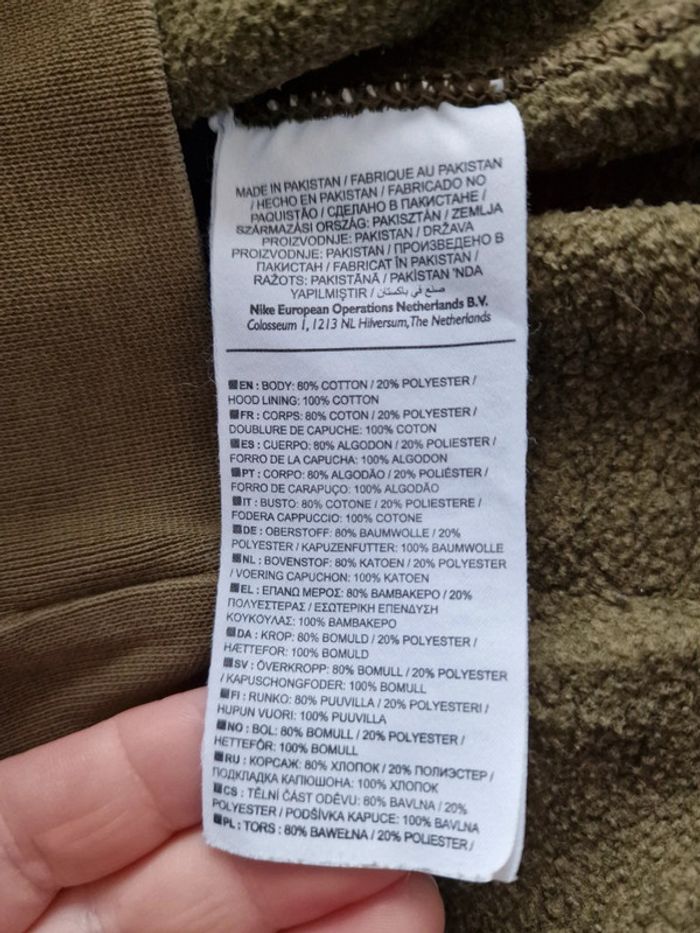 MADE IN PAKISTAN / FABRIQUE AU PAKISTAN
/ HECHO EN PAKISTAN / FABRICADO NO
PAQUISTÃO / СДЕЛАНО В ПАКИСТАНЕ /
SZÁRMAZÁSI ORSZÁG: PAKISZTÁN / ZEMLJA
PROIZVODNJE: PAKISTAN / DRŽAVA
PROIZVODNJE: PAKISTAN / ПРОИЗВЕДЕНО В
ПАКИСТАН / FABRICAT ÎN PAKISTAN /
RAŽOTS: PAKISTĀNĀ / PAKİSTAN 'NDA
YAPILMIŞTIR / صنع في باكستان
Nike European Operations Netherlands B.V.
Colosseum 1, 1213 NL Hilversum, The Netherlands
EN : BODY: 80% COTTON / 20% POLYESTER /
HOOD LINING: 100% COTTON
FR : CORPS: 80% COTON / 20% POLYESTER /
DOUBLURE DE CAPUCHE: 100% COTON
ES : CUERPO: 80% ALGODON / 20% POLIESTER /
FORRO DE LA CAPUCHA: 100% ALGODON
PT : CORPO: 80% ALGODÃO / 20% POLIÉSTER /
FORRO DE CARAPUÇO: 100% ALGODÃO
IT : BUSTO: 80% COTONE / 20% POLIESTERE /
FODERA CAPPUCCIO: 100% COTONE
DE : OBERSTOFF: 80% BAUMWOLLE / 20%
POLYESTER / KAPUZENFUTTER: 100% BAUMWOLLE
NL : BOVENSTOF: 80% KATOEN / 20% POLYESTER
/ VOERING CAPUCHON: 100% KATOEN
EL : ΕΠΑΝΩ ΜΕΡΟΣ: 80% ΒΑΜΒΑΚΕΡΟ / 20%
ΠΟΛΥΕΣΤΕΡΑΣ / ΕΣΩΤΕΡΙΚΗ ΕΠΕΝΔΥΣΗ
ΚΟΥΚΟΥΛΑΣ: 100% ΒΑΜΒΑΚΕΡΟ
DA : KROP: 80% BOMULD / 20% POLYESTER /
HÆTTEFOR: 100% BOMULD
SV : ÖVERKROPP: 80% BOMULL / 20% POLYESTER
/ KAPUSCHONGFODER: 100% BOMULL
FI : RUNKO: 80% PUUVILLA / 20% POLYESTERI /
HUPUN VUORI: 100% PUUVILLA
NO : BOL: 80% BOMULL / 20% POLYESTER /
HETTEFÔR: 100% BOMULL
RU : КОРСАЖ: 80% ХЛОПОК / 20% ПОЛИЭСТЕР /
ПОДКЛАДКА КАПЮШОНА: 100% ХЛОПОК
CS : TĚLNÍ ČÁST ODĚVU: 80% BAVLNA / 20%
POLYESTER / PODŠÍVKA KAPUCE: 100% BAVLNA
PL : TORS : 80% BAWEŁNA / 20% POLIESTER /